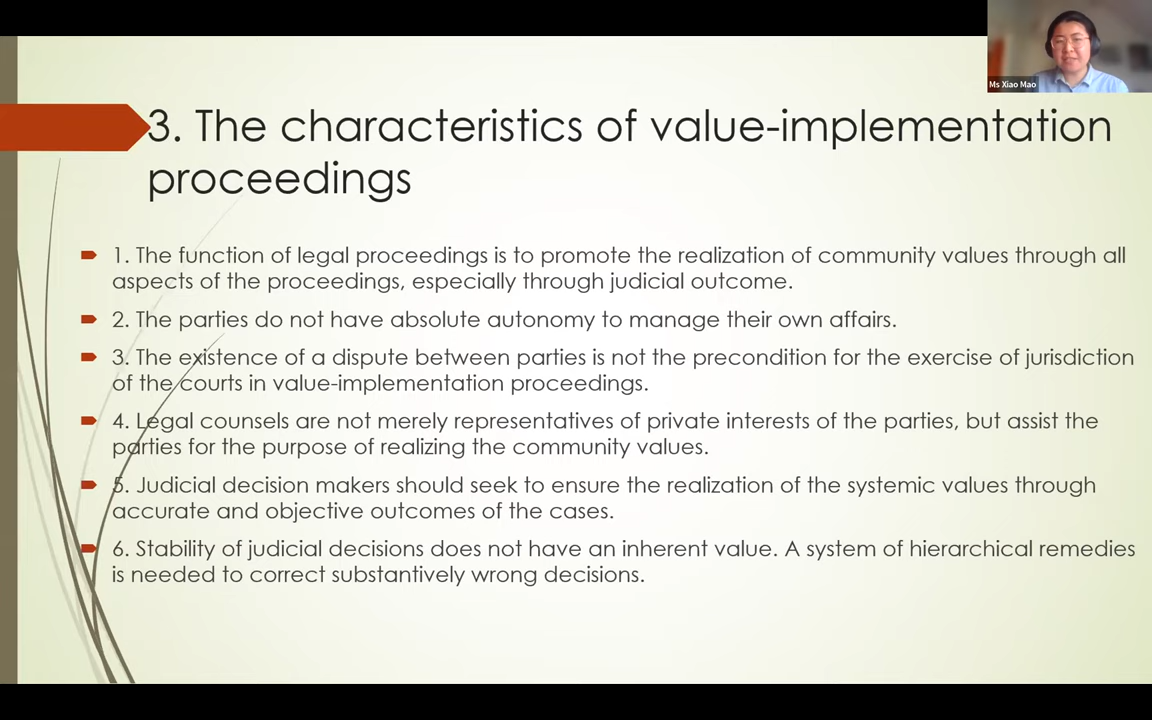 Ms Xiao Mao
3. The characteristics of value-implementation
proceedings
1. The function of legal proceedings is to promote the realization of community values through all
aspects of the proceedings, especially through judicial outcome.
2. The parties do not have absolute autonomy to manage their own affairs.
3. The existence of a dispute between parties is not the precondition for the exercise of jurisdiction
of the courts in value-implementation proceedings.
4. Legal counsels are not merely representatives of private interests of the parties, but assist the
parties for the purpose of realizing the community values.
5. Judicial decision makers should seek to ensure the realization of the systemic values through
accurate and objective outcomes of the cases.
6. Stability of judicial decisions does not have an inherent value. A system of hierarchical remedies
is needed to correct substantively wrong decisions.